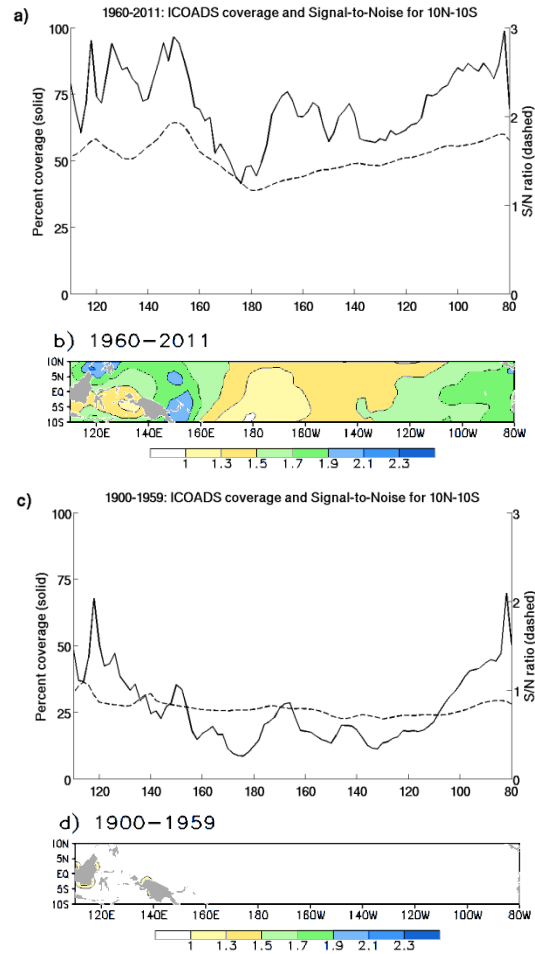 a)
1960-2011: ICOADS coverage and Signal-to-Noise for 10N-10S
Percent coverage (solid)
100
75
50
25
0
3
2
1
0
S/N ratio (dashed)
120 140 160 180 160 140 120 100 80
b) 1960-2011
10N
5N
EQ
5S
10S
120E 140E 160E 180 160W 140W 120W 100W 80W
1 1.3 1.5 1.7 1.9 2.1 2.3
c)
1900-1959: ICOADS coverage and Signal-to-Noise for 10N-10S
Percent coverage (solid)
100
75
50
25
0
3
2
1
0
S/N ratio (dashed)
120 140 160 180 160 140 120 100 80
d) 1900-1959
10N
5N
EQ
5S
10S
120E 140E 160E 180 160W 140W 120W 100W 80W
1 1.3 1.5 1.7 1.9 2.1 2.3